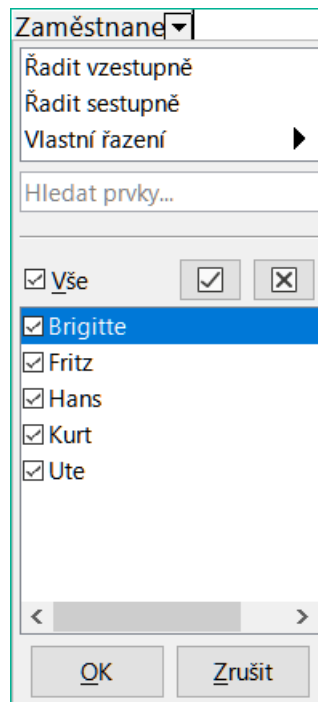 Zaměstnane
Řadit vzestupně
Řadit sestupně
Vlastní řazení
Hledat prvky...
Vše
Brigitte
Fritz
Hans
Kurt
Ute
OK
Zrušit